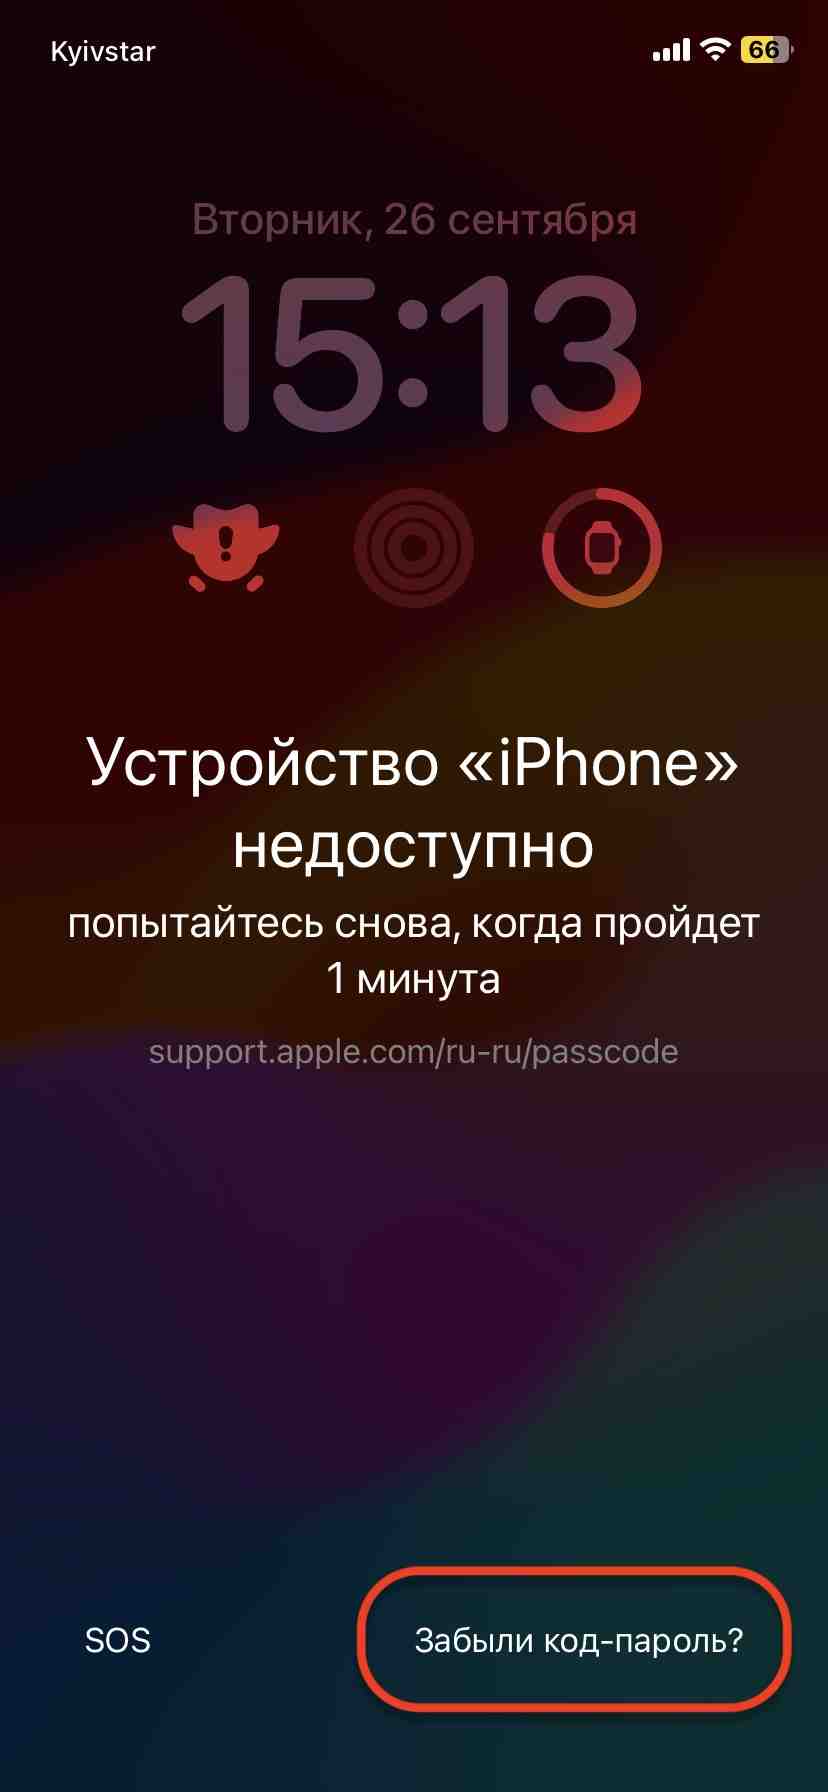 Kyivstar
66
Вторник, 26 сентября
15:13
Устройство «iPhone»
недоступно
попытайтесь снова, когда пройдет
1 минута
support.apple.com/ru-ru/passcode
SOS
Забыли код-пароль?